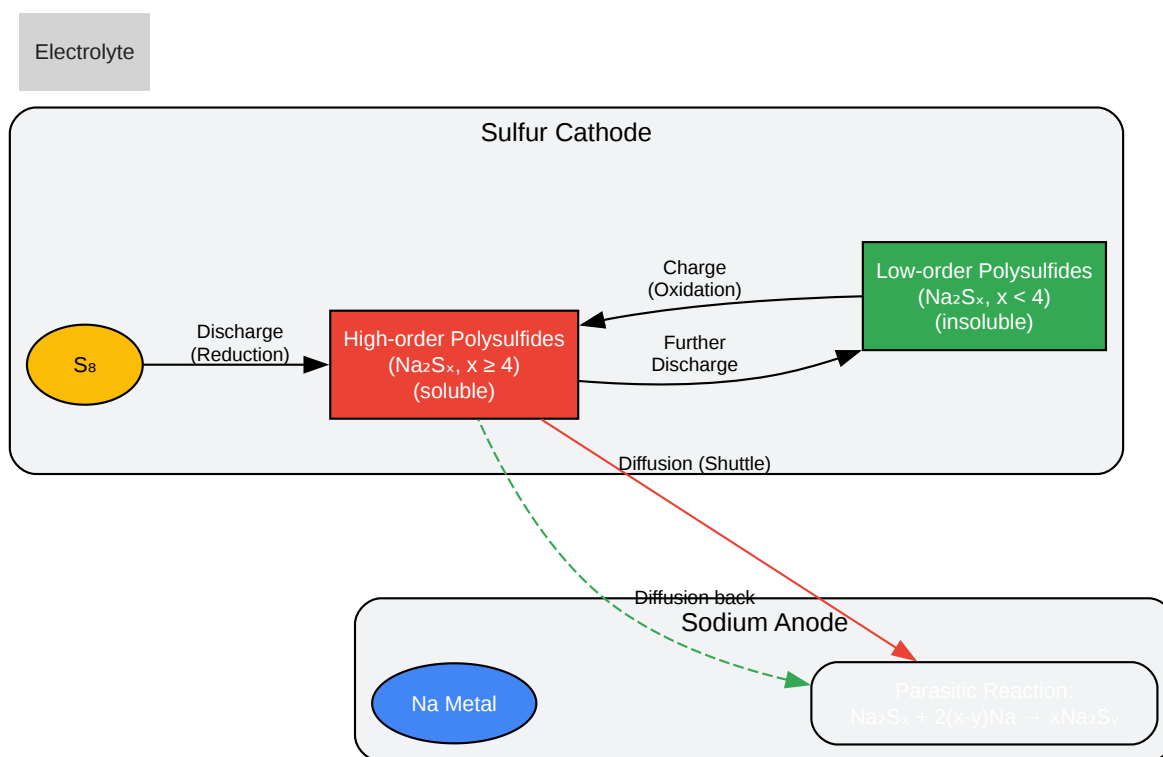 Electrolyte
Sulfur Cathode
Charge
(Oxidation)
Low-order Polysulfides
(Na₂Sₓ, x < 4)
(insoluble)
Discharge
(Reduction)
S₈
High-order Polysulfides
(Na₂Sₓ, x ≥ 4)
(soluble)
Further
Discharge
Diffusion (Shuttle)
Diffusion back
Sodium Anode
Na Metal
Parasitic Reaction:
Na₂Sₓ + 2(x-y)Na → xNa₂Sᵧ